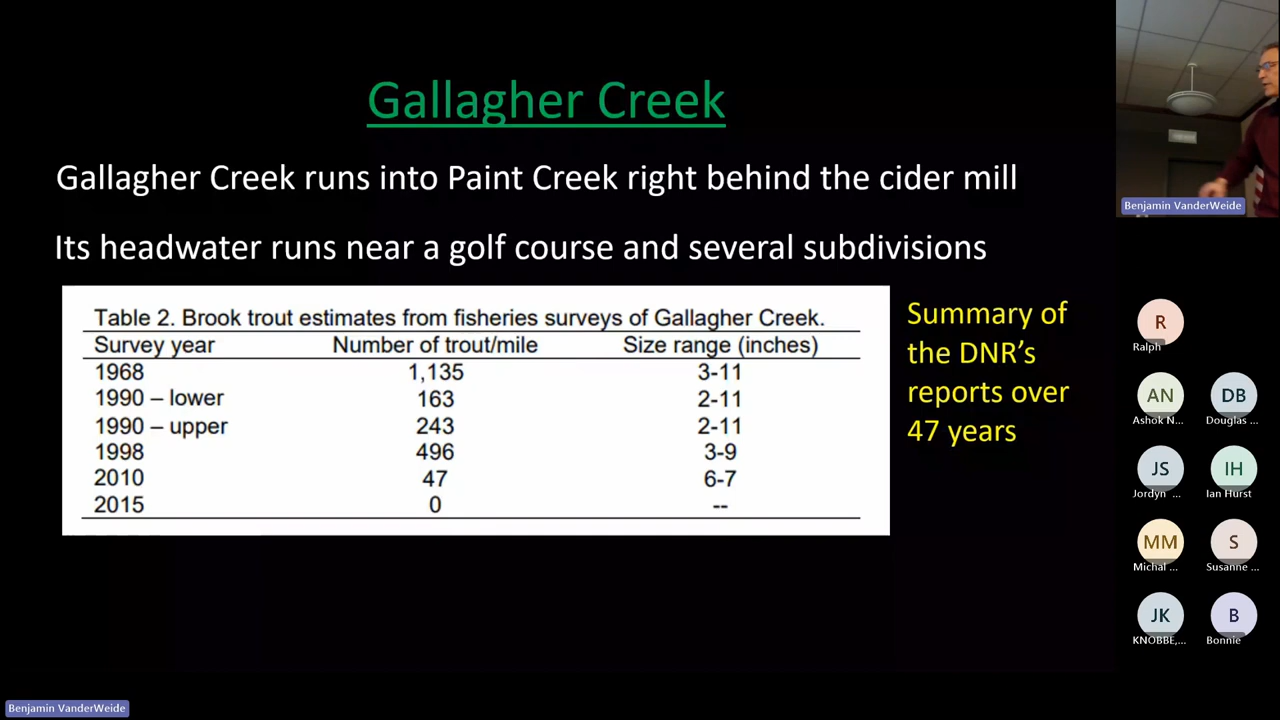 Gallagher Creek
Gallagher Creek runs into Paint Creek right behind the cider mill
Its headwater runs near a golf course and several subdivisions
Table 2. Brook trout estimates from fisheries surveys of Gallagher Creek.
Survey year Number of trout/mile Size range (inches)
1968 1,135 3-11
1990 – lower 163 2-11
1990 – upper 243 2-11
1998 496 3-9
2010 47 6-7
2015 0 --
Summary of
the DNR's
reports over
47 years
Benjamin VanderWeide
R
Ralph
AN DB
Ashok N... Douglas ...
JS IH
Jordyn ... Ian Hurst
MM S
Michal ... Susanne ...
JK B
KNOBBE,... Bonnie
Benjamin VanderWeide